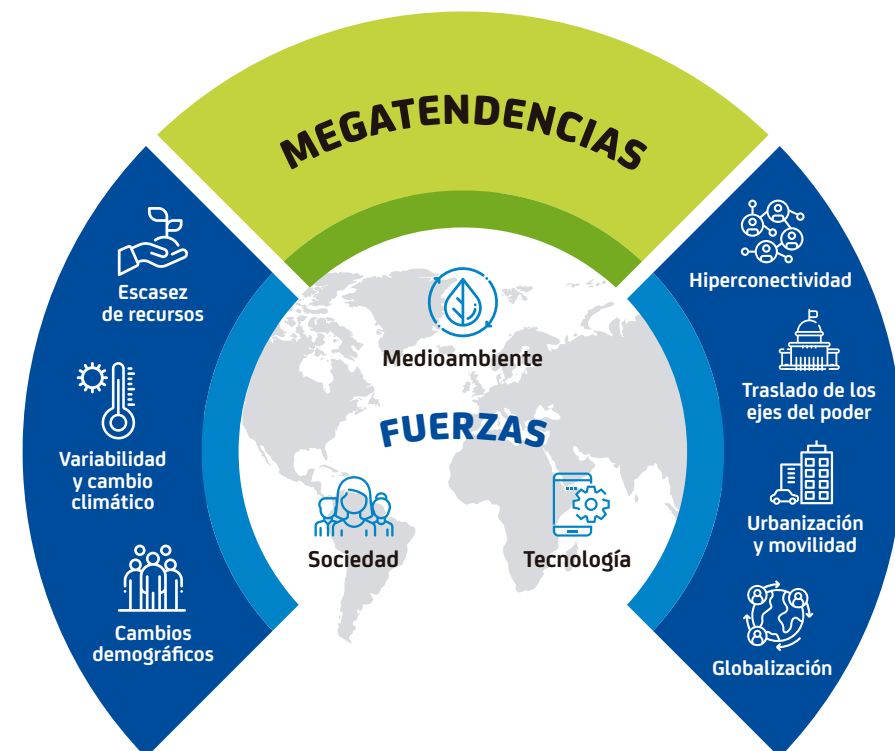 MEGATENDENCIAS
Escasez
de recursos
Variabilidad
y cambio
climático
Cambios
demográficos
Medioambiente
FUERZAS
Sociedad
Tecnología
Hiperconectividad
Traslado de los
ejes del poder
Urbanización
y movilidad
Globalización